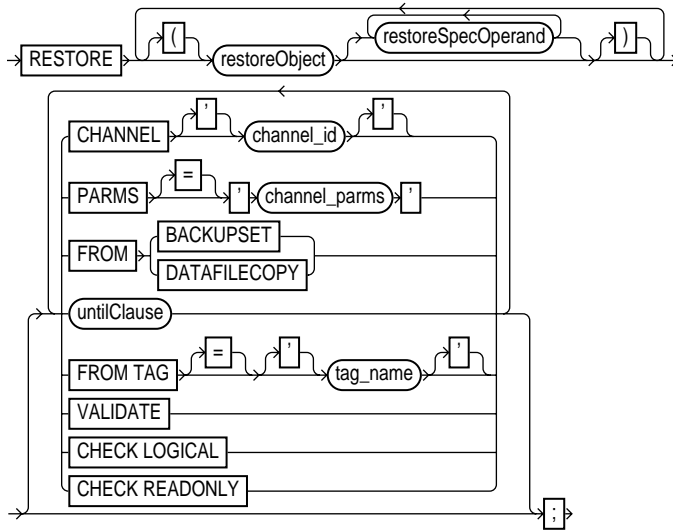 restoreSpecOperand
RESTORE ( restoreObject )
CHANNEL ' channel_id '
PARMS = ' channel_parms '
BACKUPSET
FROM
DATAFILECOPY
untilClause
FROM TAG = ' tag_name '
VALIDATE
CHECK LOGICAL
CHECK READONLY
;